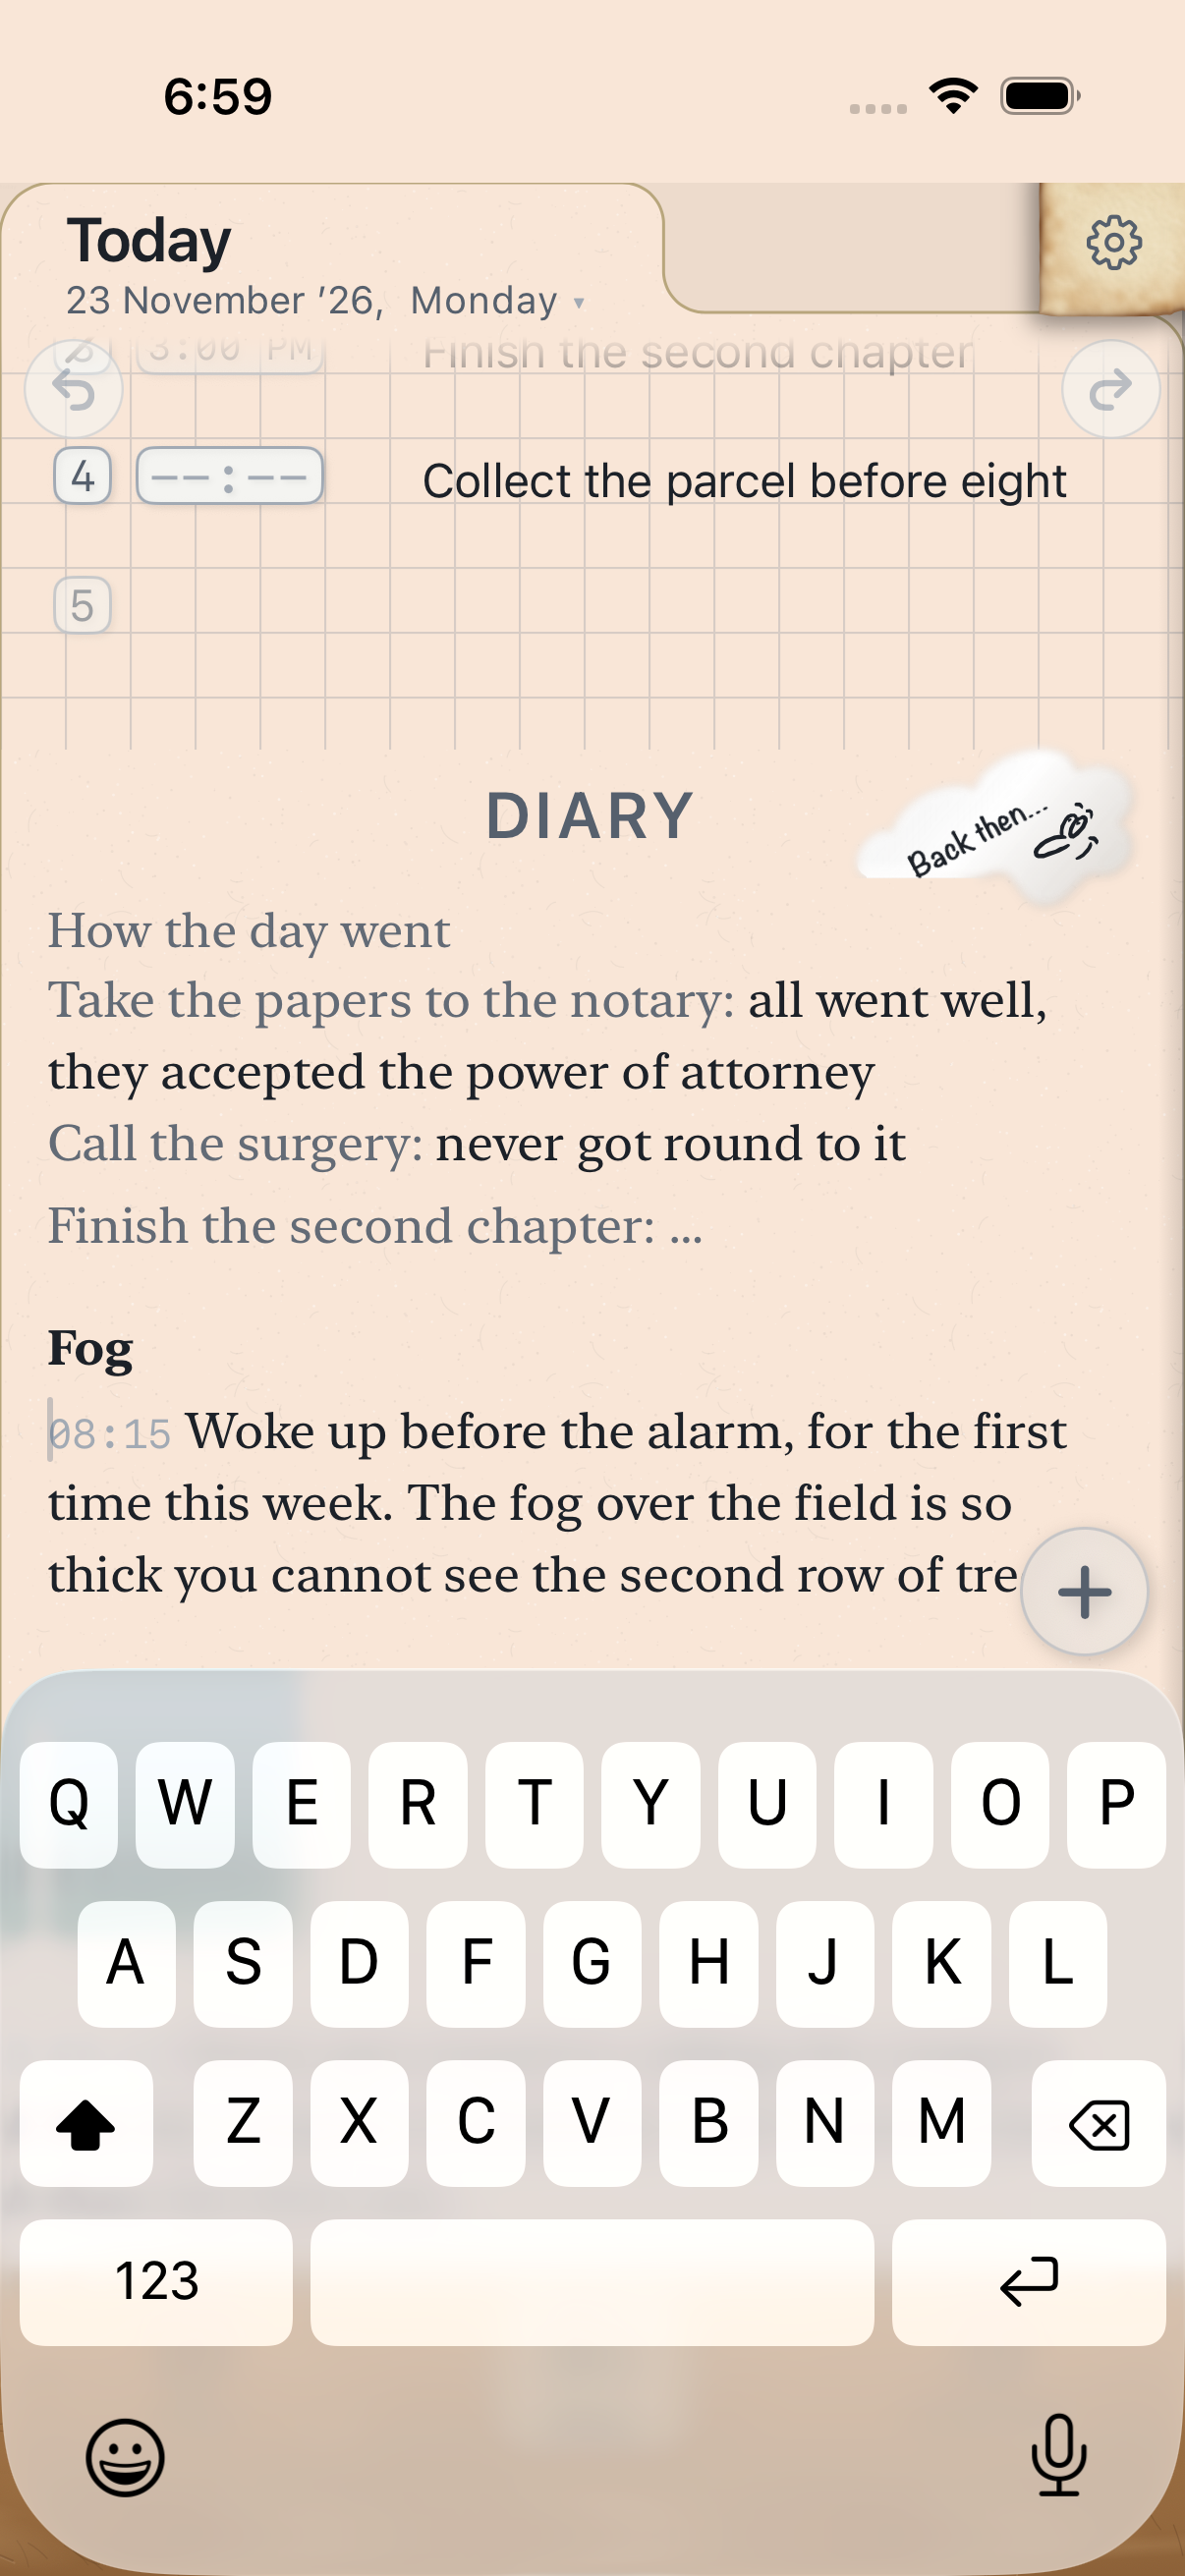 6:59
Today
23 November ’26, Monday
3:00 PM Finish the second chapter
4 --:-- Collect the parcel before eight
5
DIARY
Back then...
How the day went
Take the papers to the notary: all went well,
they accepted the power of attorney
Call the surgery: never got round to it
Finish the second chapter: ...
Fog
08:15 Woke up before the alarm, for the first
time this week. The fog over the field is so
thick you cannot see the second row of tre
Q W E R T Y U I O P
A S D F G H J K L
Z X C V B N M
123